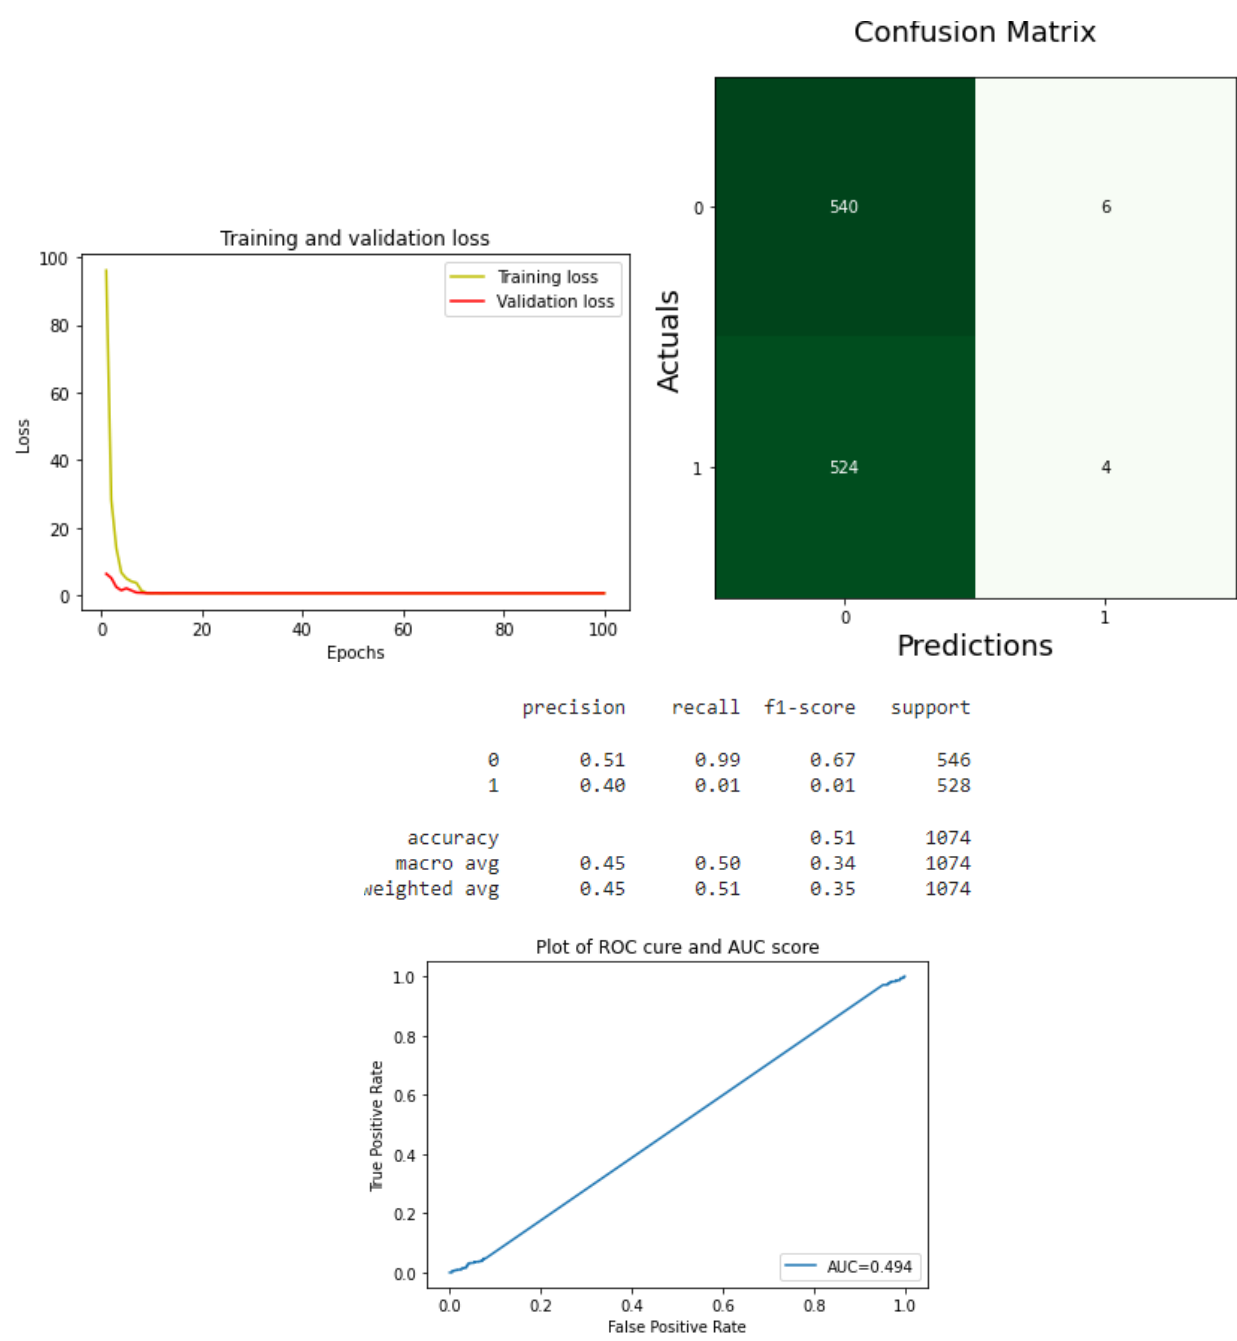 Confusion Matrix
0
540
6
Actuals
1
524
4
0
1
Predictions
Training and validation loss
100
80
60
40
20
0
Loss
Training loss
Validation loss
0 20 40 60 80 100
Epochs
precision recall f1-score support
0 0.51 0.99 0.67 546
1 0.40 0.01 0.01 528
accuracy 0.51 1074
macro avg 0.45 0.50 0.34 1074
weighted avg 0.45 0.51 0.35 1074
Plot of ROC cure and AUC score
1.0
0.8
0.6
0.4
0.2
0.0
True Positive Rate
AUC=0.494
0.0 0.2 0.4 0.6 0.8 1.0
False Positive Rate